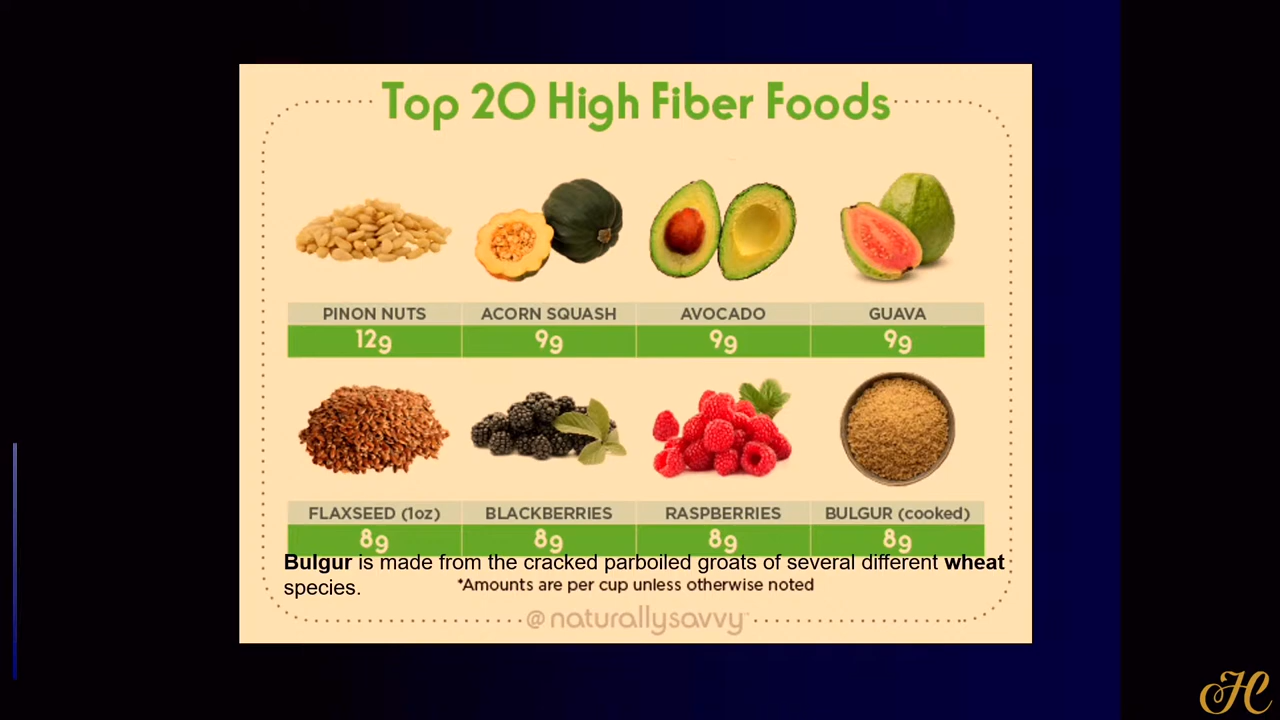 Top 20 High Fiber Foods
PINON NUTS ACORN SQUASH AVOCADO GUAVA
12g 9g 9g 9g
FLAXSEED (1oz) BLACKBERRIES RASPBERRIES BULGUR (cooked)
8g 8g 8g 8g
Bulgur is made from the cracked parboiled groats of several different wheat
species.
*Amounts are per cup unless otherwise noted
@naturallysavvy™
H